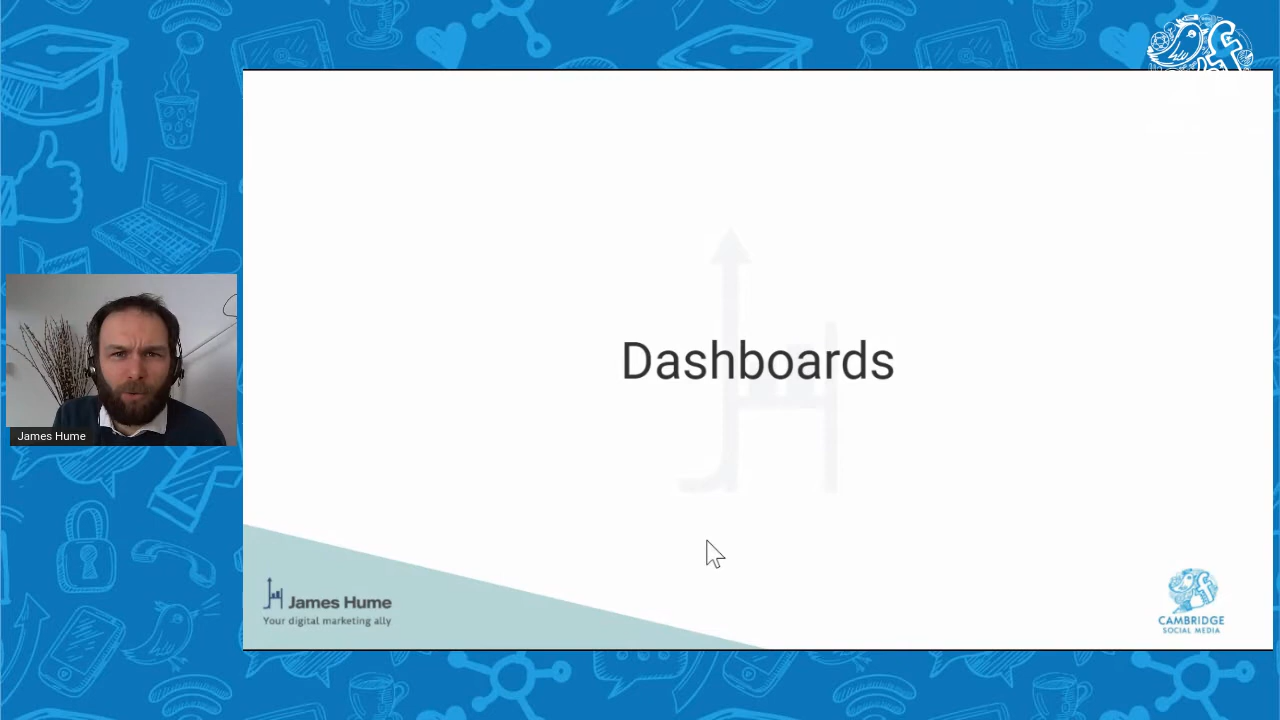 Dashboards
James Hume
James Hume
Your digital marketing ally
CAMBRIDGE
SOCIAL MEDIA